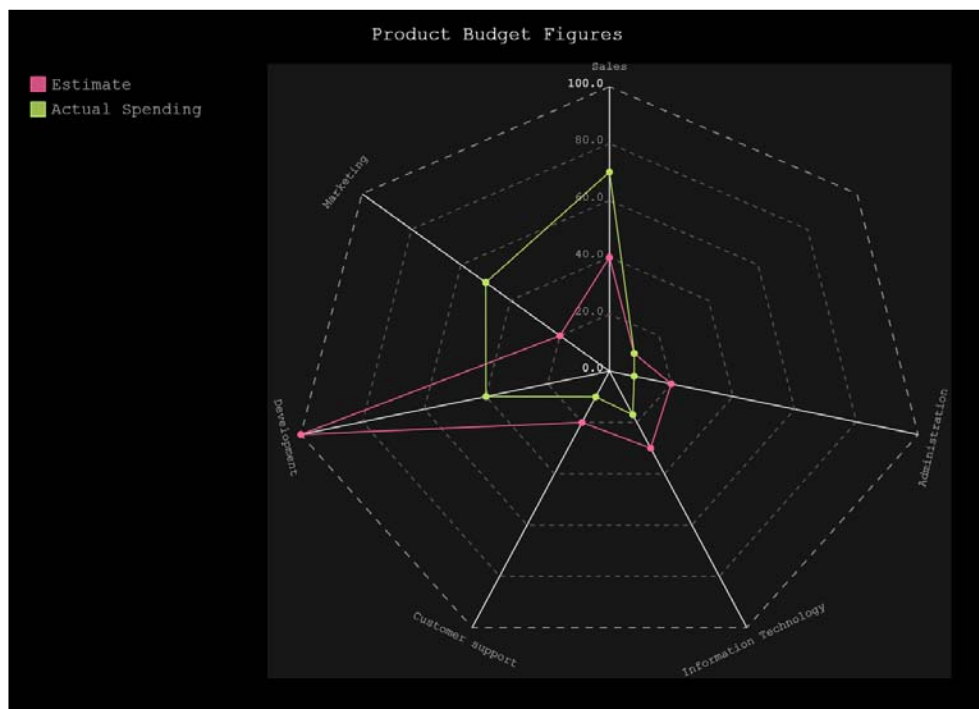 Product Budget Figures
Estimate
Actual Spending
Sales
100.0
80.0
60.0
40.0
20.0
0.0
Marketing
Development
Customer support
Information Technology
Administration